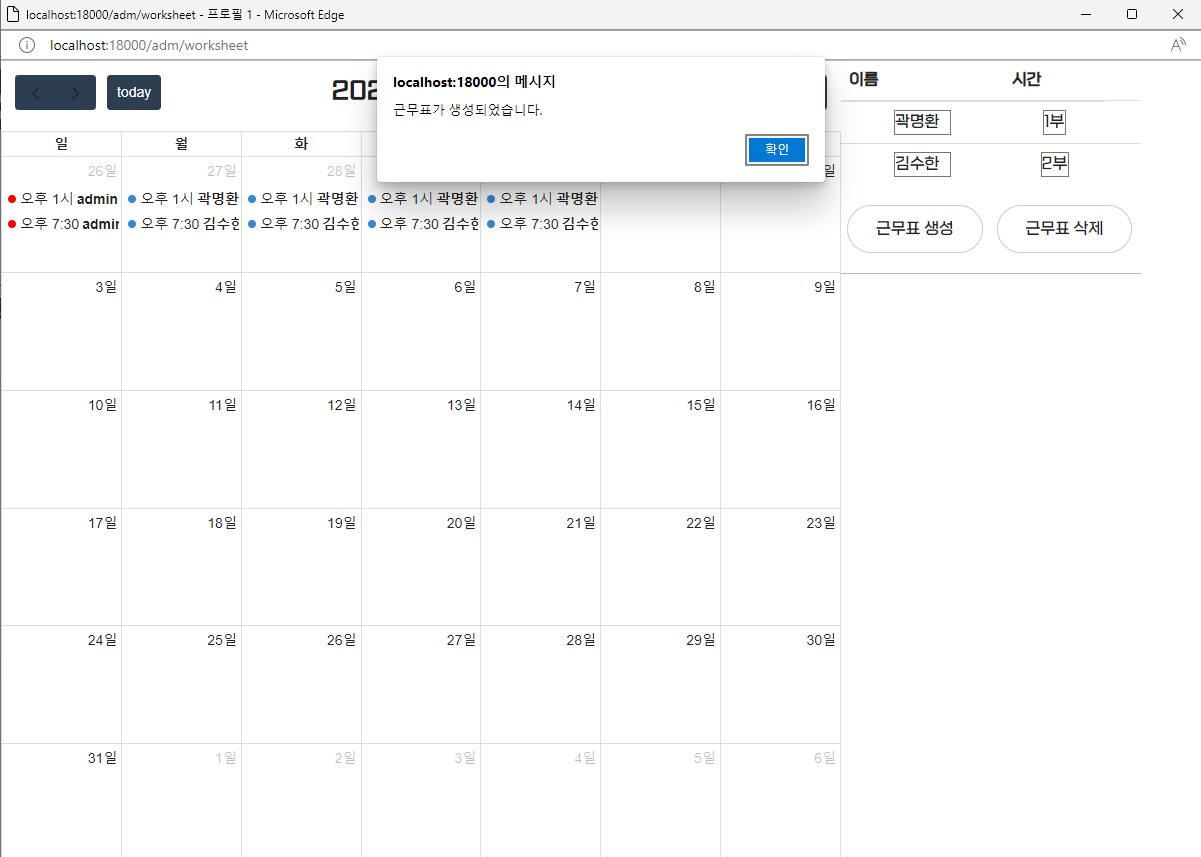 localhost:18000/adm/worksheet - 프로필 1 - Microsoft Edge
localhost:18000/adm/worksheet
today
202
localhost:18000의 메시지
근무표가 생성되었습니다.
확인
이름 시간
곽명환 1부
김수한 2부
근무표 생성 근무표 삭제
일 월 화
26일 27일 28일 일
오후 1시 admin 오후 1시 곽명환 오후 1시 곽명환 오후 1시 곽명환 오후 1시 곽명환
오후 7:30 admin 오후 7:30 김수한 오후 7:30 김수한 오후 7:30 김수한 오후 7:30 김수한
3일 4일 5일 6일 7일 8일 9일
10일 11일 12일 13일 14일 15일 16일
17일 18일 19일 20일 21일 22일 23일
24일 25일 26일 27일 28일 29일 30일
31일 1일 2일 3일 4일 5일 6일